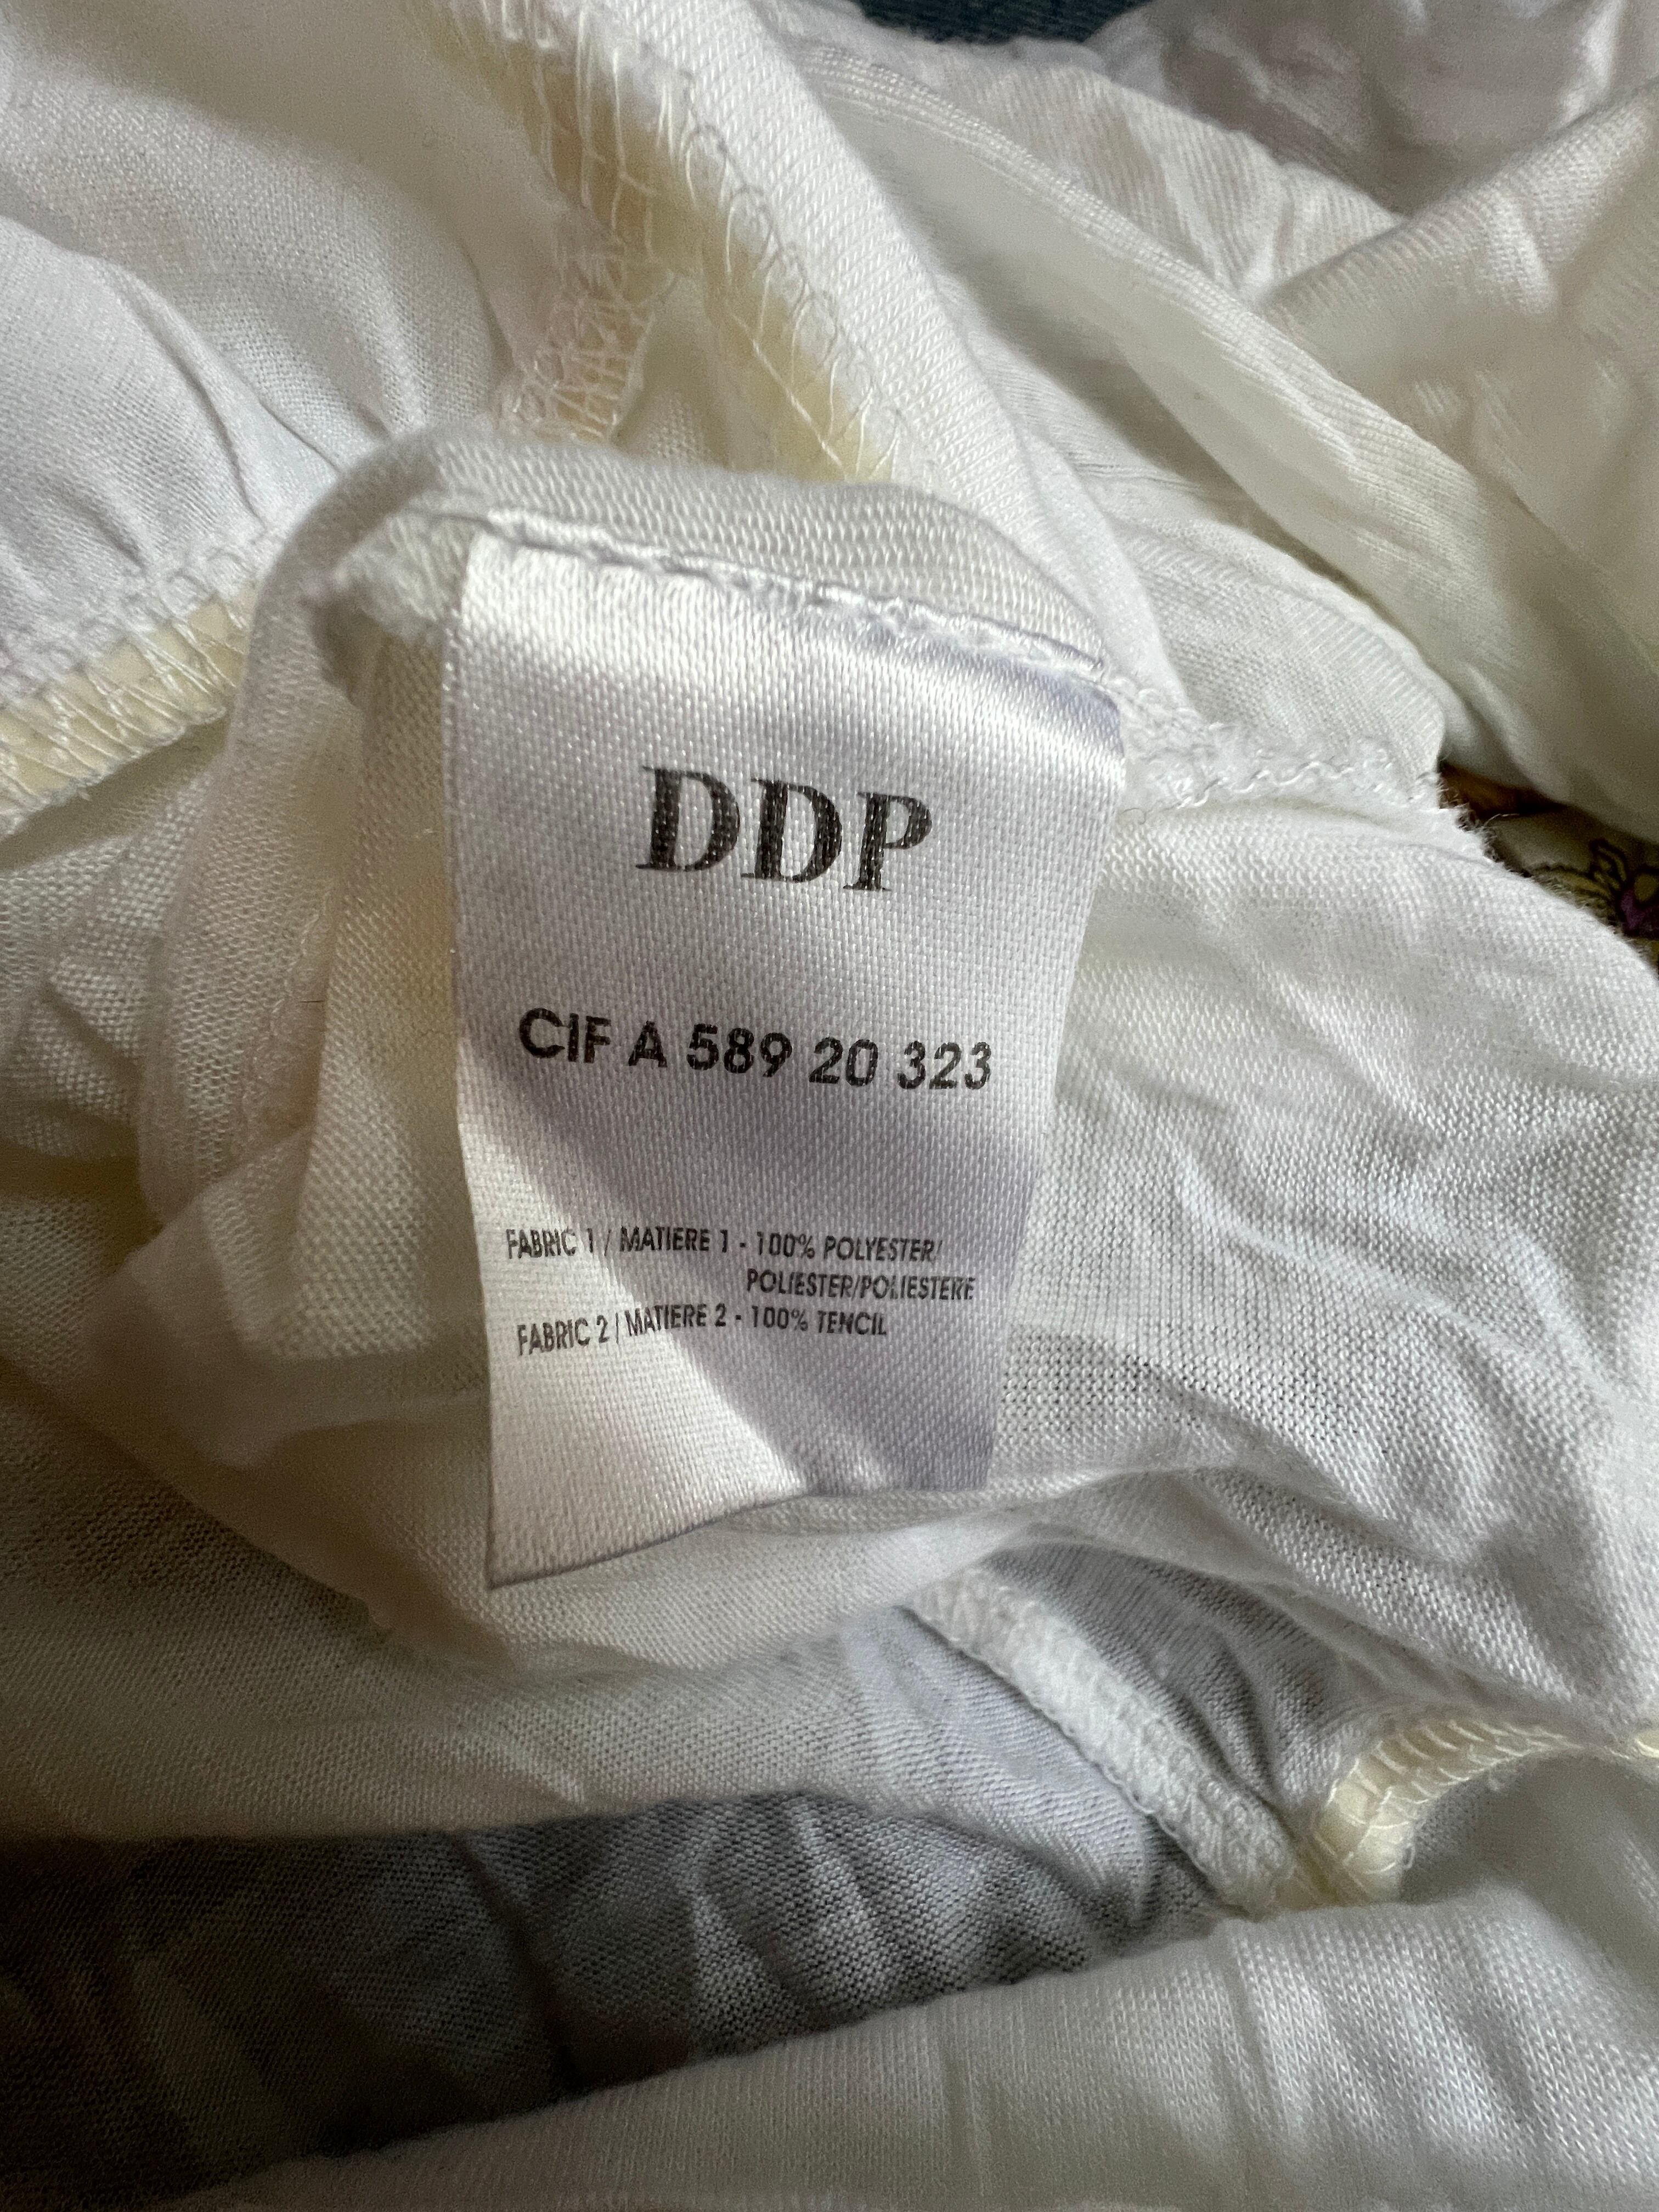 DDP
CIF A 589 20 323
FABRIC 1 / MATIERE 1 - 100% POLYESTER/
POLIESTER/POLIESTERE
FABRIC 2 / MATIERE 2 - 100% TENCIL